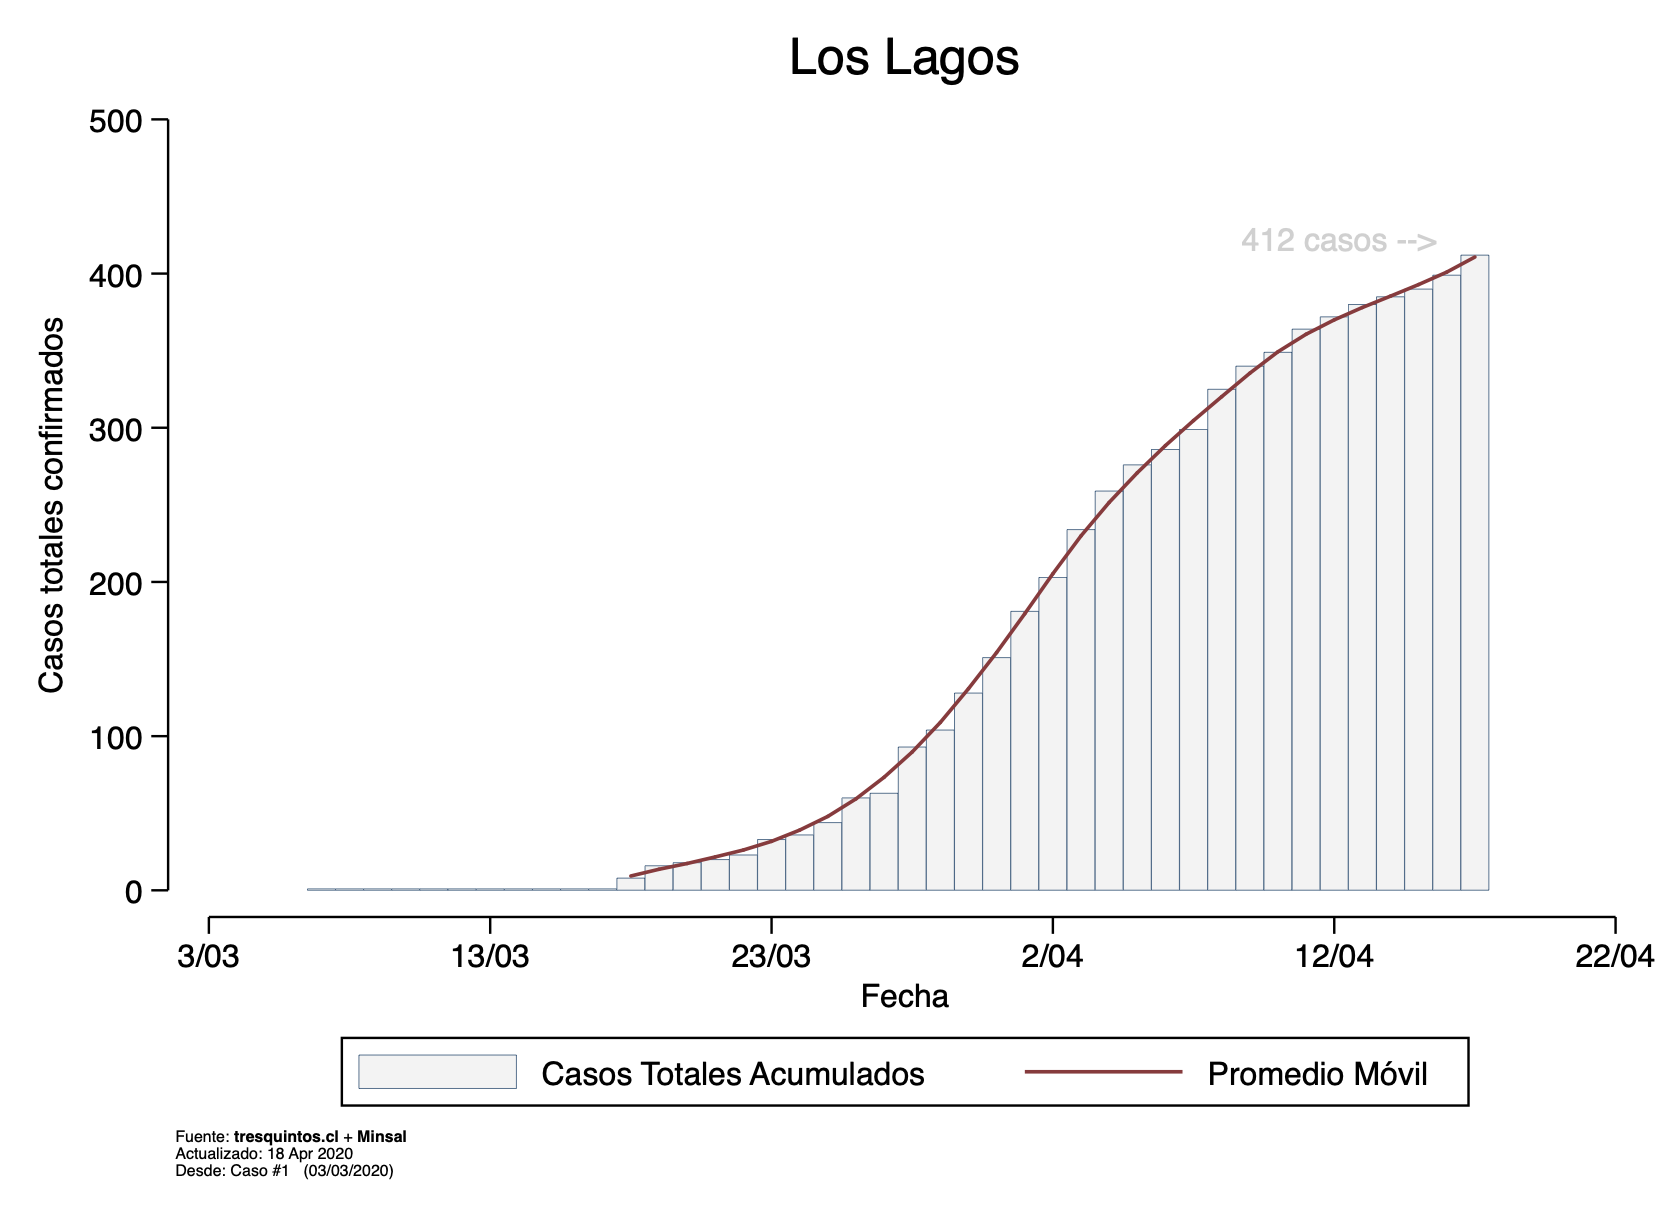 Los Lagos
500
400
300
200
100
0
Casos totales confirmados
412 casos -->
3/03 13/03 23/03 2/04 12/04 22/04
Fecha
Casos Totales Acumulados Promedio Móvil
Fuente: tresquintos.cl + Minsal
Actualizado: 18 Apr 2020
Desde: Caso #1 (03/03/2020)